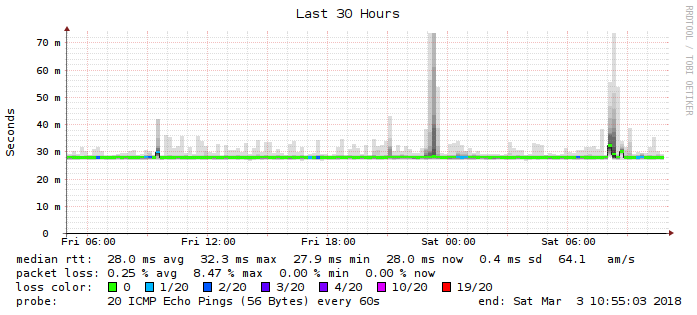 Last 30 Hours
RRDTOOL / TOBI OETIKER
Seconds
70 m
60 m
50 m
40 m
30 m
20 m
10 m
0
Fri 06:00 Fri 12:00 Fri 18:00 Sat 00:00 Sat 06:00
median rtt: 28.0 ms avg 32.3 ms max 27.9 ms min 28.0 ms now 0.4 ms sd 64.1 am/s
packet loss: 0.25 % avg 8.47 % max 0.00 % min 0.00 % now
loss color: 0 1/20 2/20 3/20 4/20 10/20 19/20
probe: 20 ICMP Echo Pings (56 Bytes) every 60s end: Sat Mar 3 10:55:03 2018